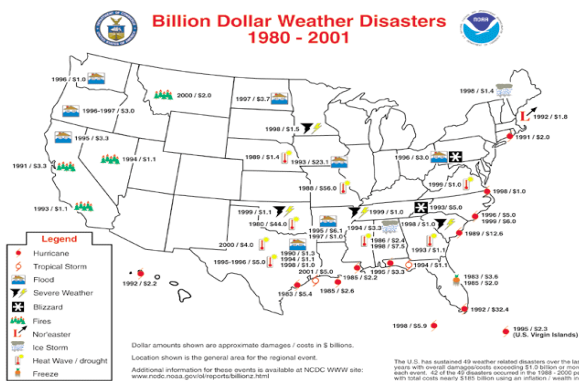 Billion Dollar Weather Disasters
1980 - 2001
NOAA
1996 / $1.0
2000 / $2.0
1997 / $3.7
1998 / $1.4
1992 / $1.8
1996-1997 / $3.0
1998 / $1.5
1991 / $2.0
1995 / $3.3
1991 / $3.3
1994 / $1.1
1989 / $1.4
1993 / $23.1
1996 / $3.0
1988 / $56.0
1999 / $1.0
1998 / $1.0
1993 / $1.1
1999 / $1.1
1980 / $44.0
1995 / $6.1
1997 / $1.0
1999 / $1.0
1994 / $3.3
1993/ $5.0
1998 / $1.0
1996 / $5.0
1999 / $6.0
1989 / $12.6
2000 / $4.0
1995-1996 / $5.0
1990 / $1.3
1994 / $1.1
1998 / $1.0
1986 / $2.4
1998 / $7.5
1993 / $1.1
2001 / $5.0
1983 / $5.4
1985 / $2.2
1985 / $2.6
1995 / $3.3
1994 / $1.1
1983 / $3.6
1985 / $2.0
1992 / $2.2
1992 / $32.4
1998 / $5.9
1995 / $2.3
(U.S. Virgin Islands)
Legend
Hurricane
Tropical Storm
Flood
Severe Weather
Blizzard
Fires
Nor'easter
Ice Storm
Heat Wave / drought
Freeze
Dollar amounts shown are approximate damages / costs in $ billions.
Location shown is the general area for the regional event.
Additional information for these events is available at NCDC WWW site:
www.ncdc.noaa.gov/ol/reports/billionz.html
The U.S. has sustained 49 weather related disasters over the la
years with overall damages/costs exceeding $1.0 billion or mor
each event. 42 of the 49 disasters occurred in the 1988 - 2000 p
with total costs nearly $185 billion using an inflation / wealth n